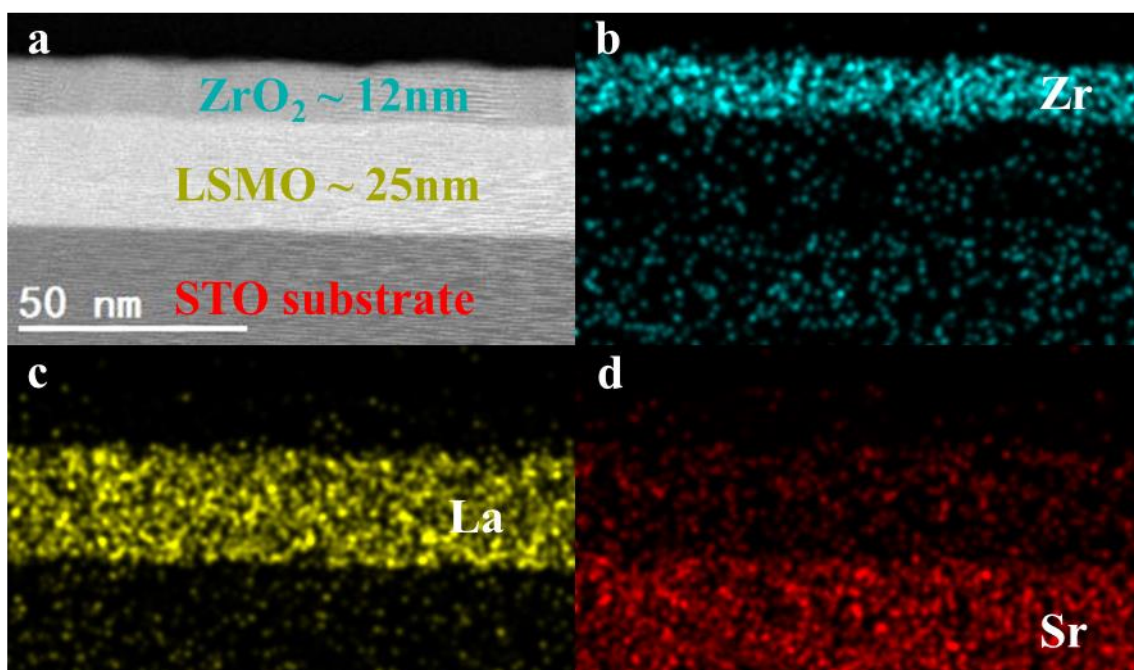 a
ZrO₂ ~ 12nm
LSMO ~ 25nm
STO substrate
50 nm
b
Zr
c
La
d
Sr